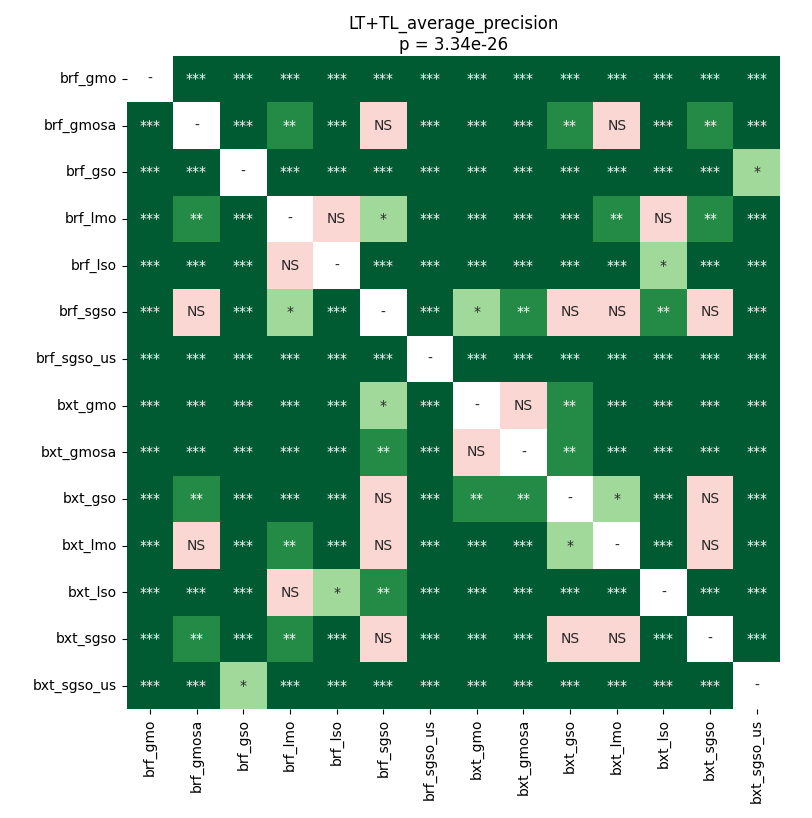 LT+TL_average_precision
p = 3.34e-26
brf_gmo - *** *** *** *** *** *** *** *** *** *** *** *** ***
brf_gmosa *** - *** ** *** NS *** *** *** ** NS *** ** ***
brf_gso *** *** - *** *** *** *** *** *** *** *** *** *** *
brf_lmo *** ** *** - NS * *** *** *** *** ** NS ** ***
brf_lso *** *** *** NS - *** *** *** *** *** *** * *** ***
brf_sgso *** NS *** * *** - *** * ** NS NS ** NS ***
brf_sgso_us *** *** *** *** *** *** - *** *** *** *** *** *** ***
bxt_gmo *** *** *** *** *** * *** - NS ** *** *** *** ***
bxt_gmosa *** *** *** *** *** ** *** NS - ** *** *** *** ***
bxt_gso *** ** *** *** *** NS *** ** ** - * *** NS ***
bxt_lmo *** NS *** ** *** NS *** *** *** * - *** NS ***
bxt_lso *** *** *** NS * ** *** *** *** *** *** - *** ***
bxt_sgso *** ** *** ** *** NS *** *** *** NS NS *** - ***
bxt_sgso_us *** *** * *** *** *** *** *** *** *** *** *** *** -
brf_gmo brf_gmosa brf_gso brf_lmo brf_lso brf_sgso brf_sgso_us bxt_gmo bxt_gmosa bxt_gso bxt_lmo bxt_lso bxt_sgso bxt_sgso_us